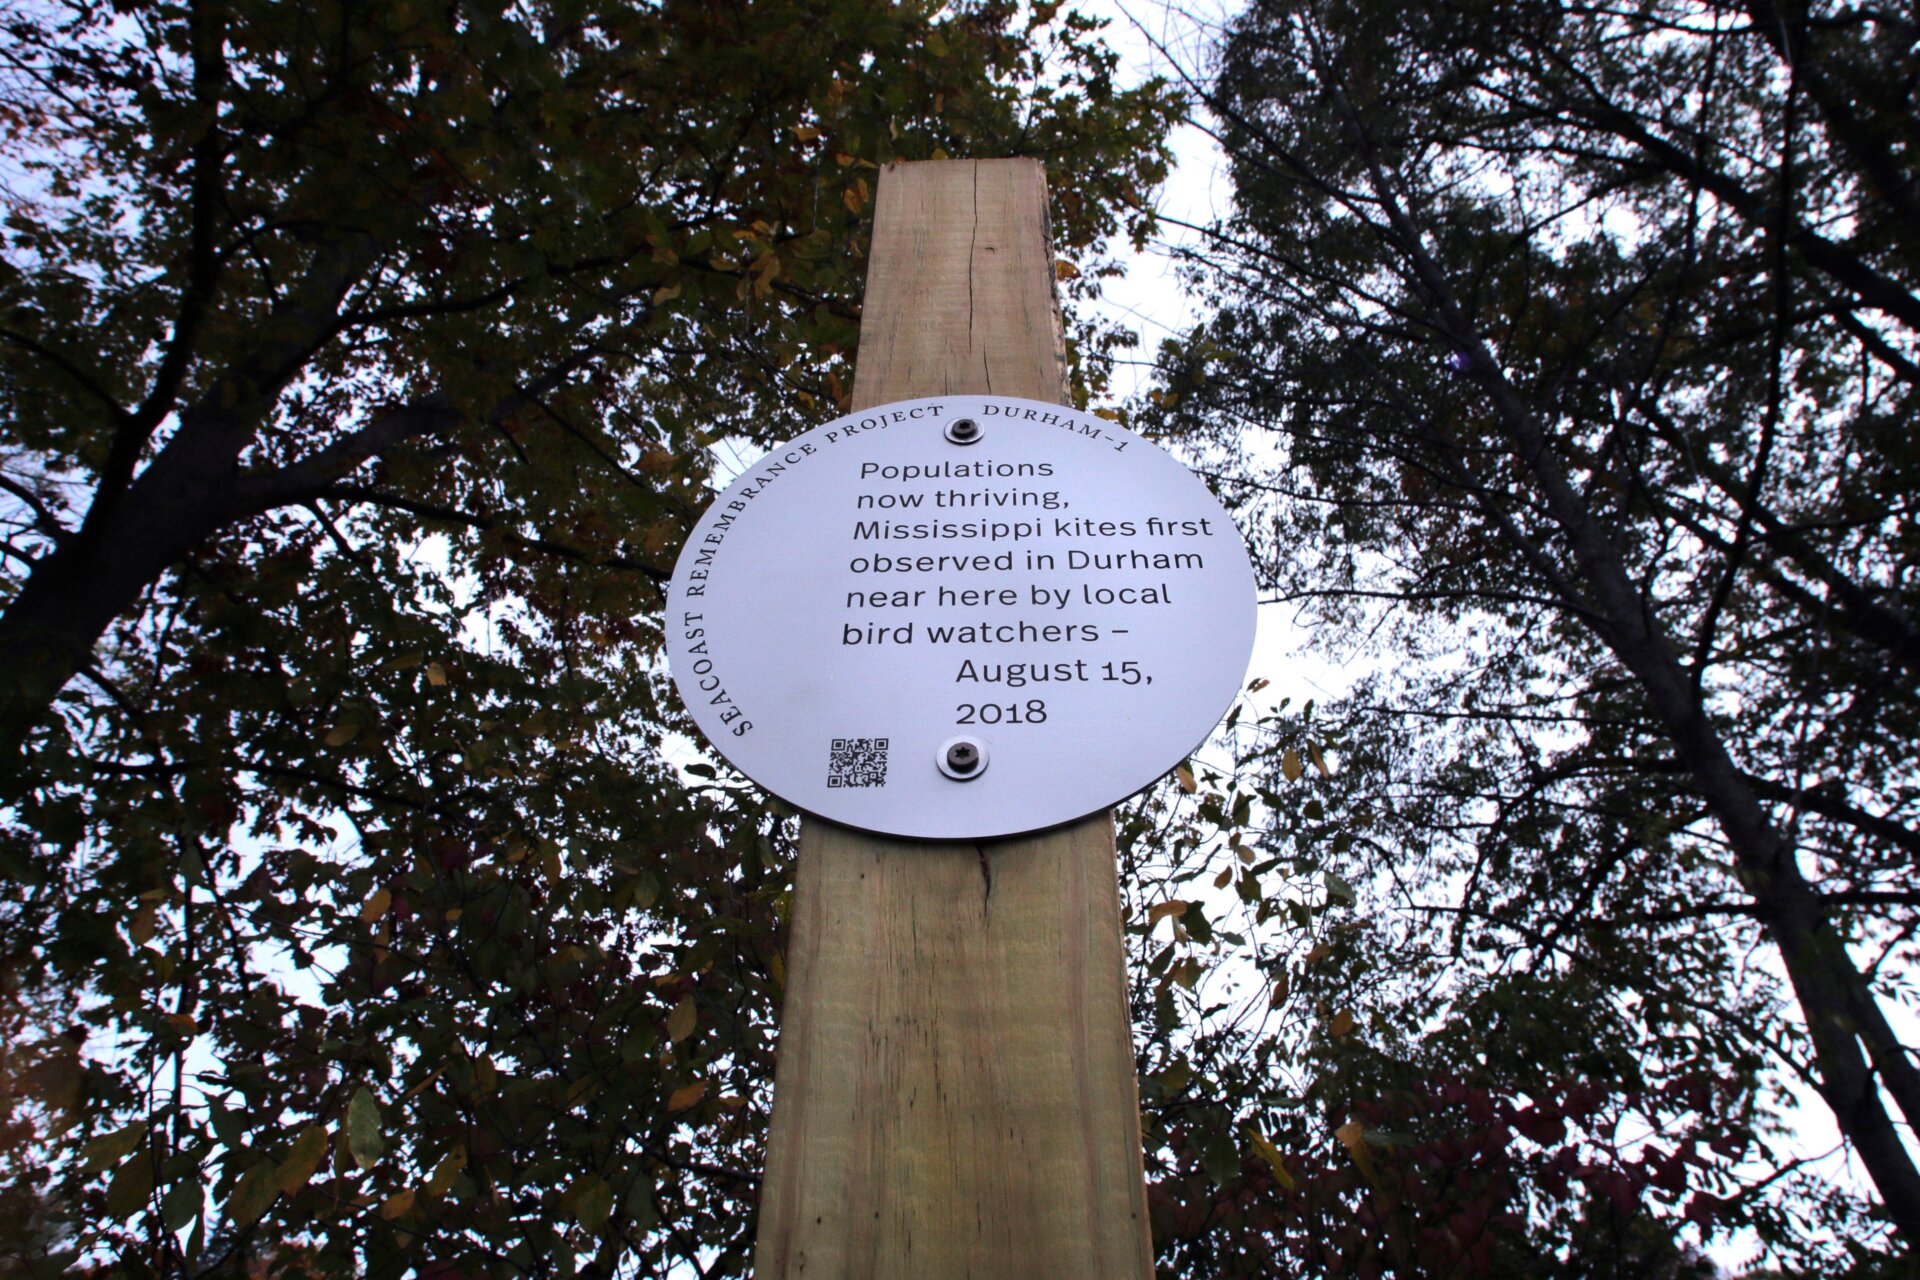 SEACOAST REMEMBRANCE PROJECT DURHAM–1
Populations
now thriving,
Mississippi kites first
observed in Durham
near here by local
bird watchers –
August 15,
2018